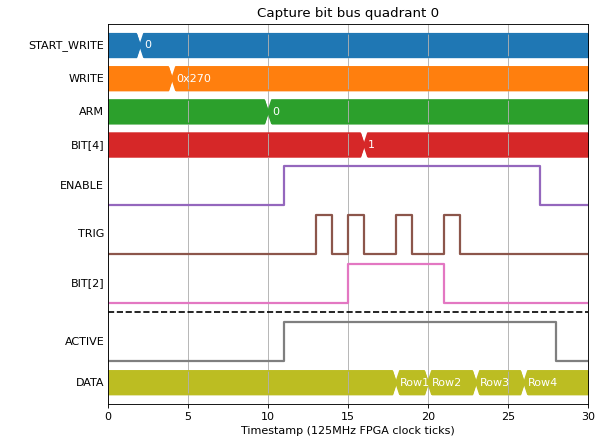 Capture bit bus quadrant 0
START_WRITE 0
WRITE 0x270
ARM 0
BIT[4] 1
ENABLE
TRIG
BIT[2]
ACTIVE
DATA Row1 Row2 Row3 Row4
0 5 10 15 20 25 30
Timestamp (125MHz FPGA clock ticks)